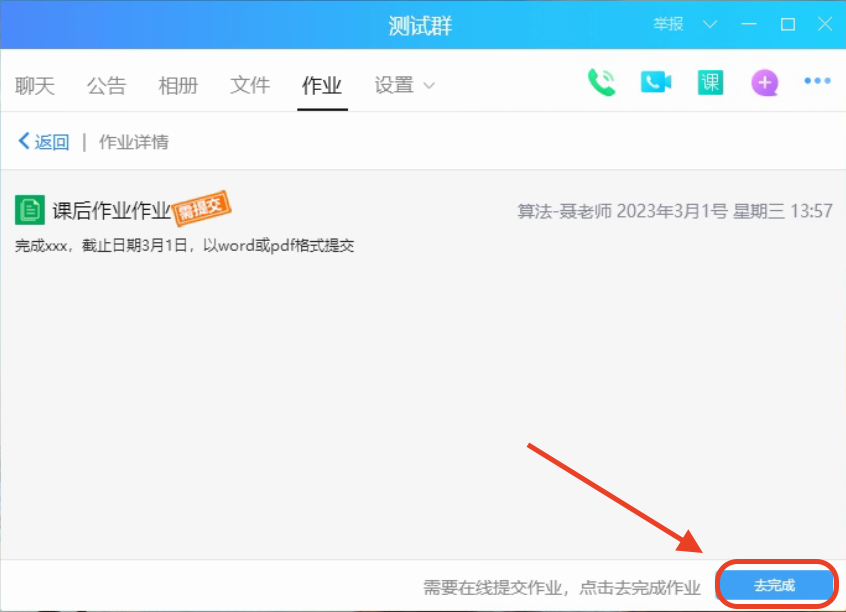 测试群
举报
聊天 公告 相册 文件 作业 设置
课
返回 | 作业详情
课后作业作业 需提交
算法-聂老师 2023年3月1号 星期三 13:57
完成xxx，截止日期3月1日，以word或pdf格式提交
需要在线提交作业，点击去完成作业 去完成